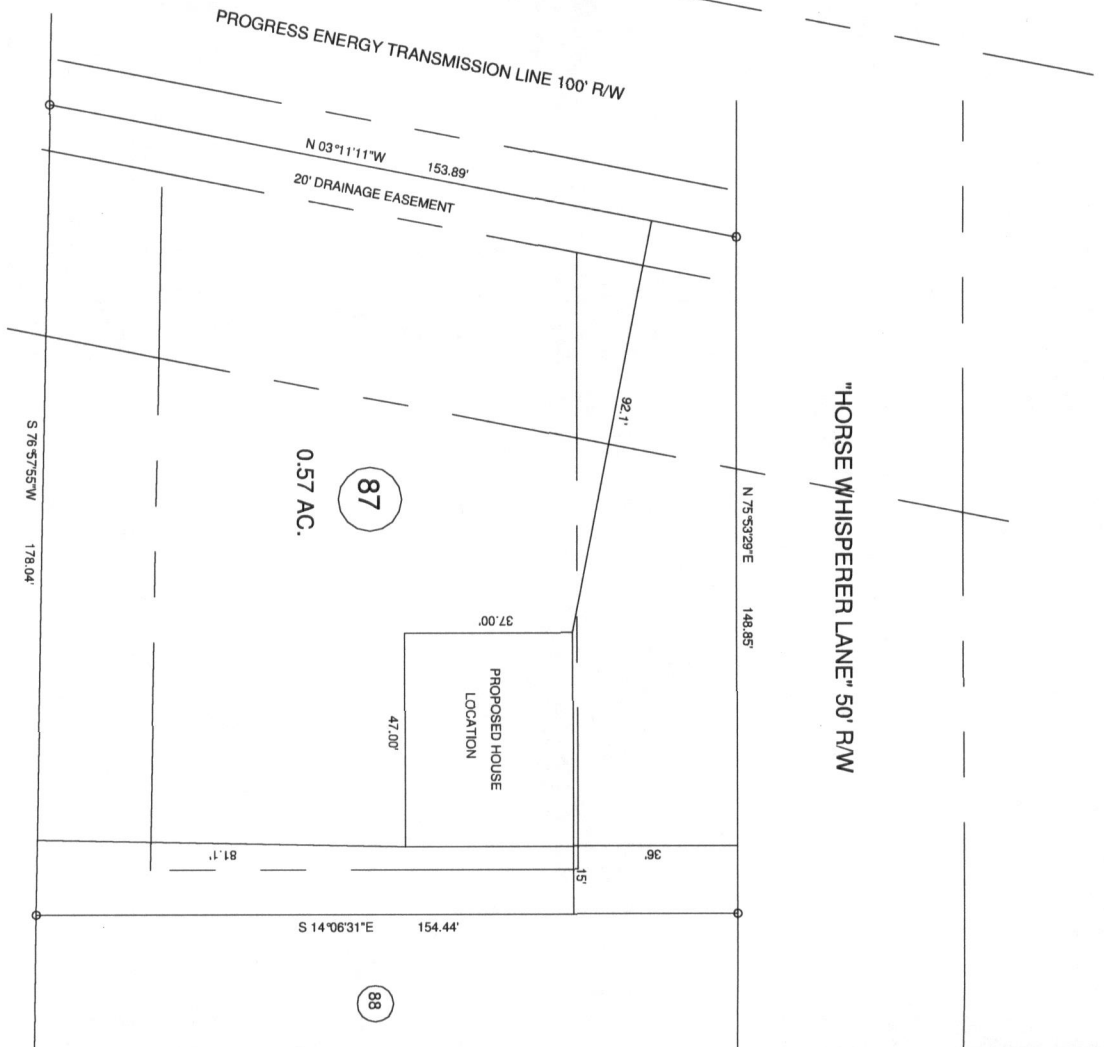 PROGRESS ENERGY TRANSMISSION LINE 100' R/W
N 03°11'11"W 153.89'
20' DRAINAGE EASEMENT
"HORSE WHISPERER LANE" 50' R/W
92.1'
87
0.57 AC.
N 75°53'29"E 148.85'
S 76°57'55"W 178.04'
37.00'
PROPOSED HOUSE
LOCATION
47.00'
81.1'
36'
15'
S 14°06'31"E 154.44'
88